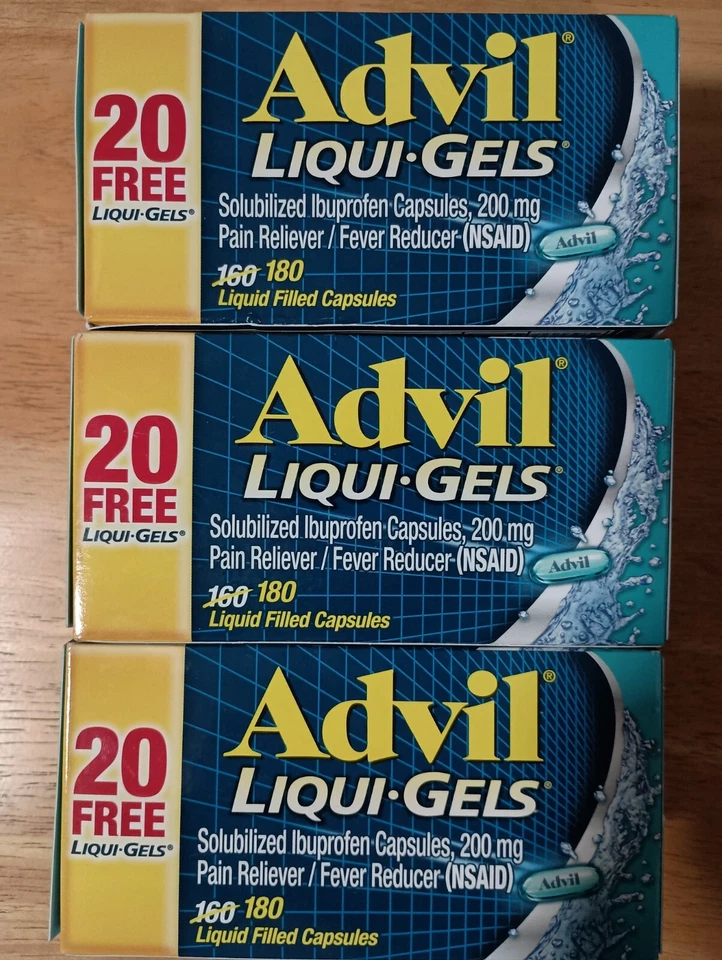 20
FREE
LIQUI·GELS®
Advil®
LIQUI·GELS®
Solubilized Ibuprofen Capsules, 200 mg
Pain Reliever / Fever Reducer (NSAID)
Advil
160 180
Liquid Filled Capsules
20
FREE
LIQUI·GELS®
Advil®
LIQUI·GELS®
Solubilized Ibuprofen Capsules, 200 mg
Pain Reliever / Fever Reducer (NSAID)
Advil
160 180
Liquid Filled Capsules
20
FREE
LIQUI·GELS®
Advil®
LIQUI·GELS®
Solubilized Ibuprofen Capsules, 200 mg
Pain Reliever / Fever Reducer (NSAID)
Advil
160 180
Liquid Filled Capsules